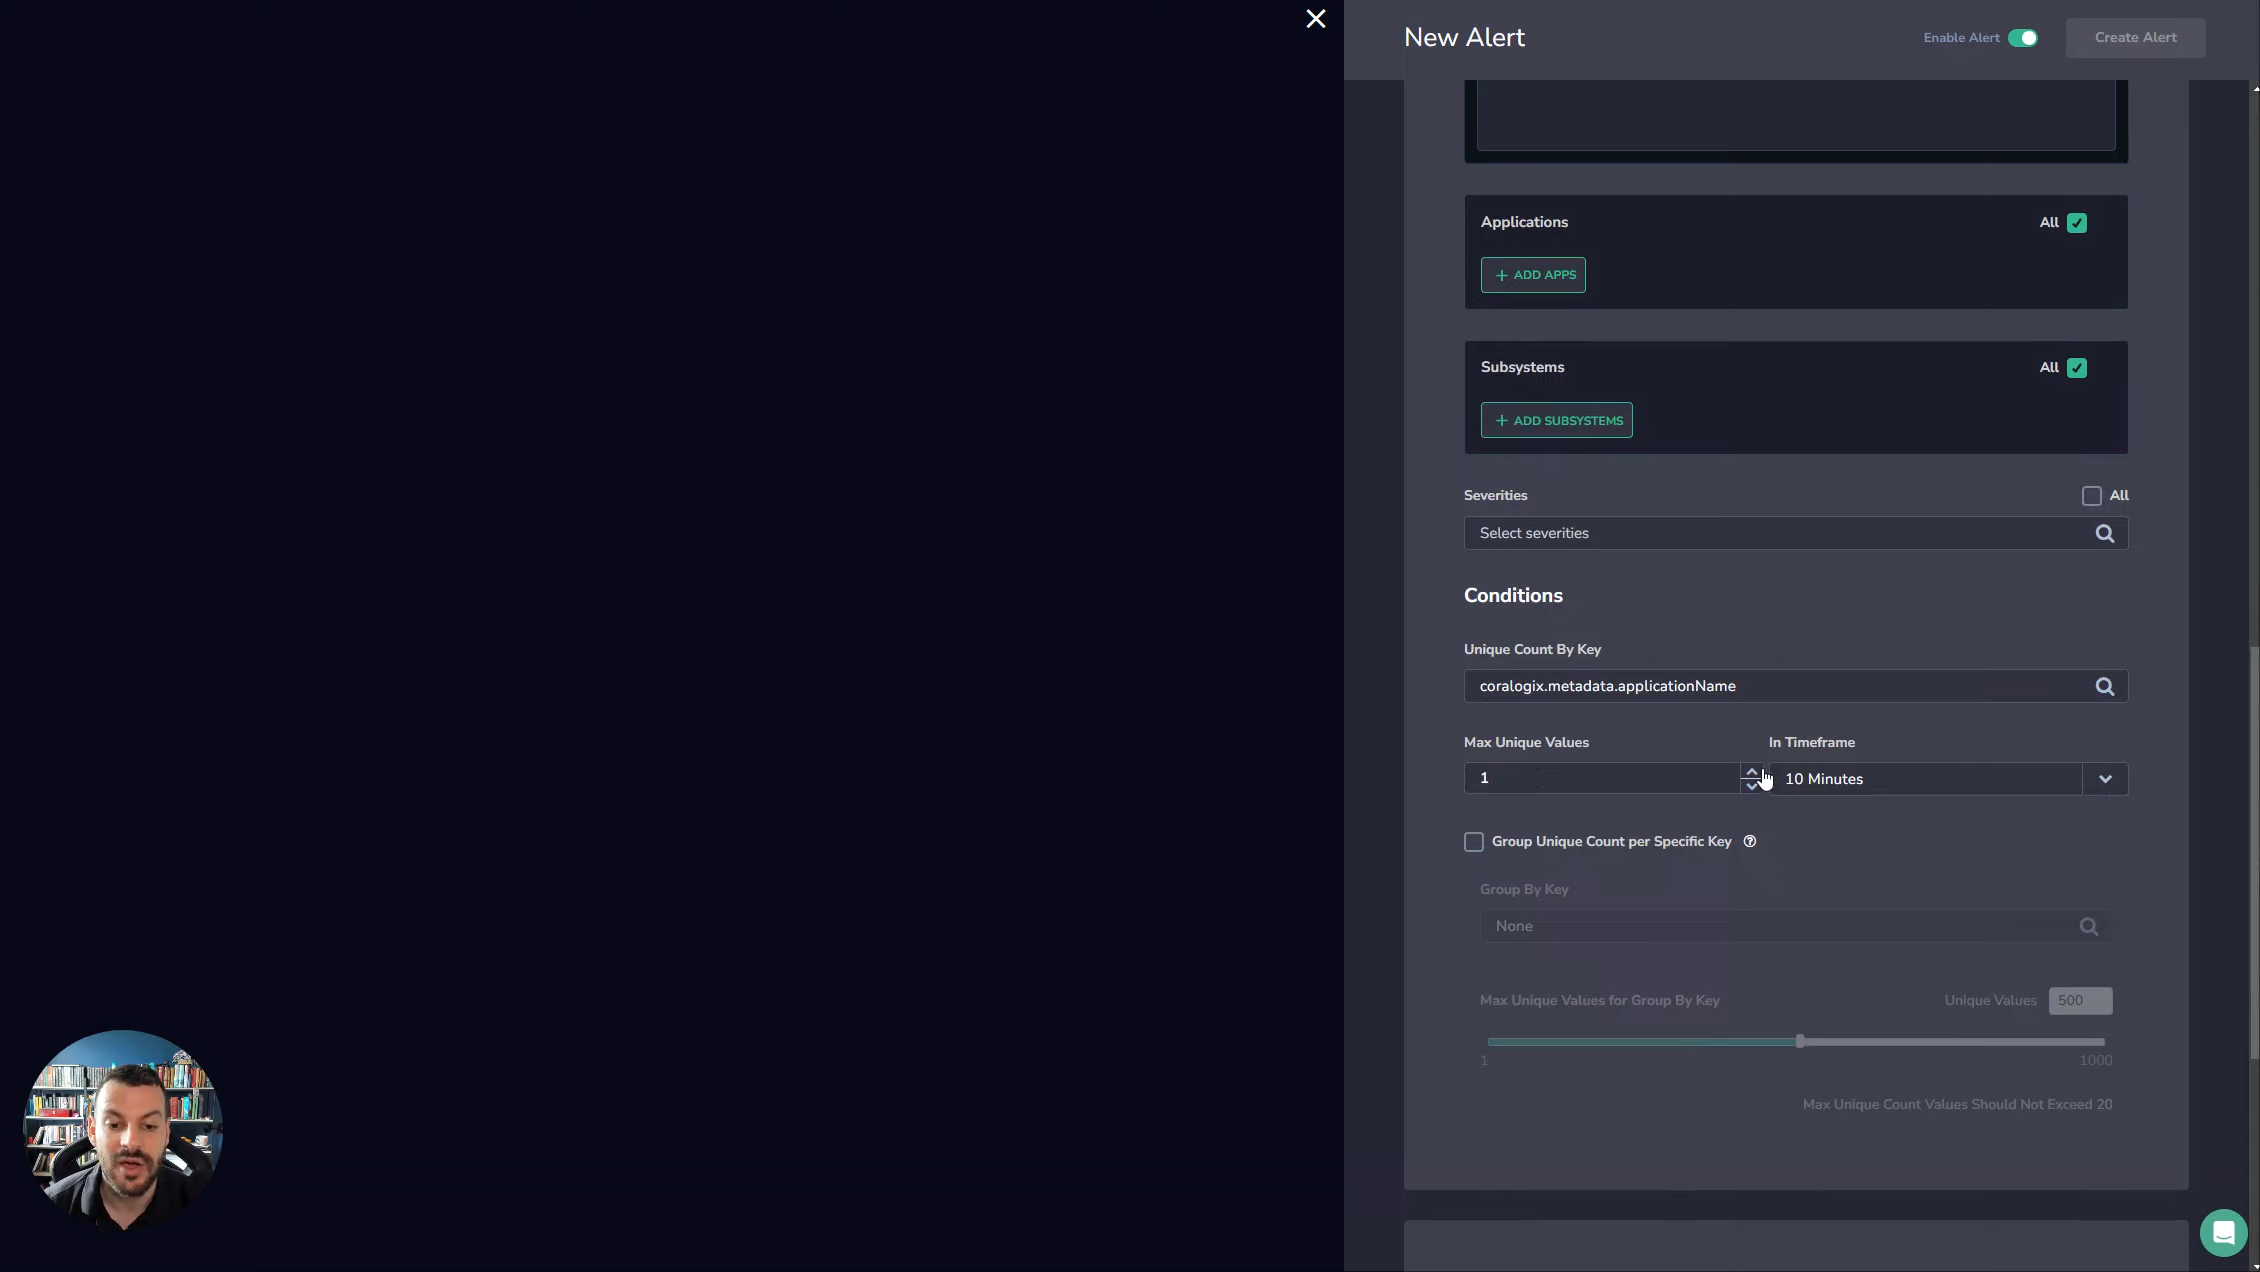 New Alert
Enable Alert
Create Alert
Applications
All
ADD APPS
Subsystems
All
ADD SUBSYSTEMS
Severities
All
Select severities
Conditions
Unique Count By Key
coralogix.metadata.applicationName
Max Unique Values
In Timeframe
1
10 Minutes
Group Unique Count per Specific Key
Group By Key
None
Max Unique Values for Group By Key
Unique Values
500
1
1000
Max Unique Count Values Should Not Exceed 20